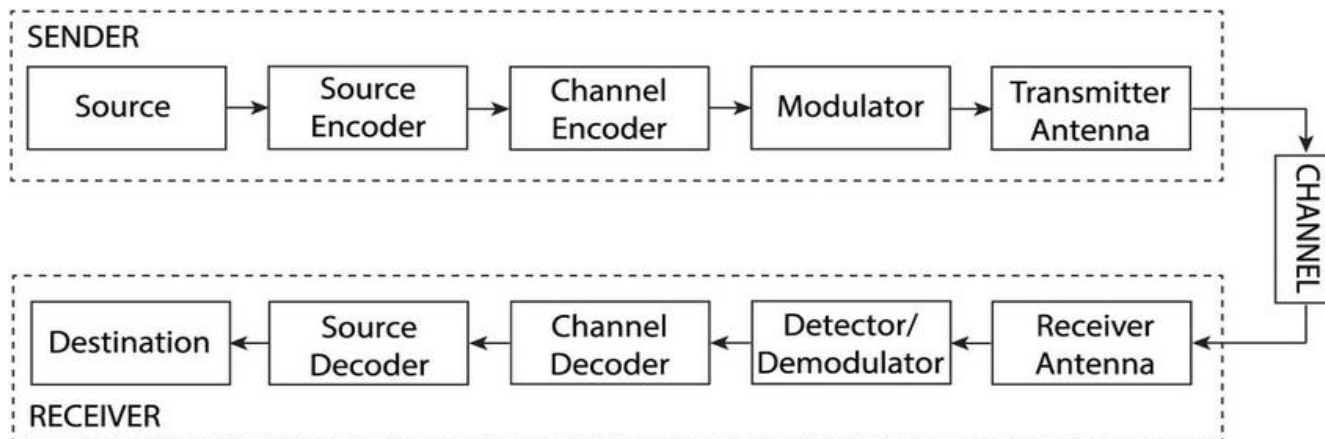 SENDER
Source
Source
Encoder
Channel
Encoder
Modulator
Transmitter
Antenna
CHANNEL
Destination
Source
Decoder
Channel
Decoder
Detector/
Demodulator
Receiver
Antenna
RECEIVER